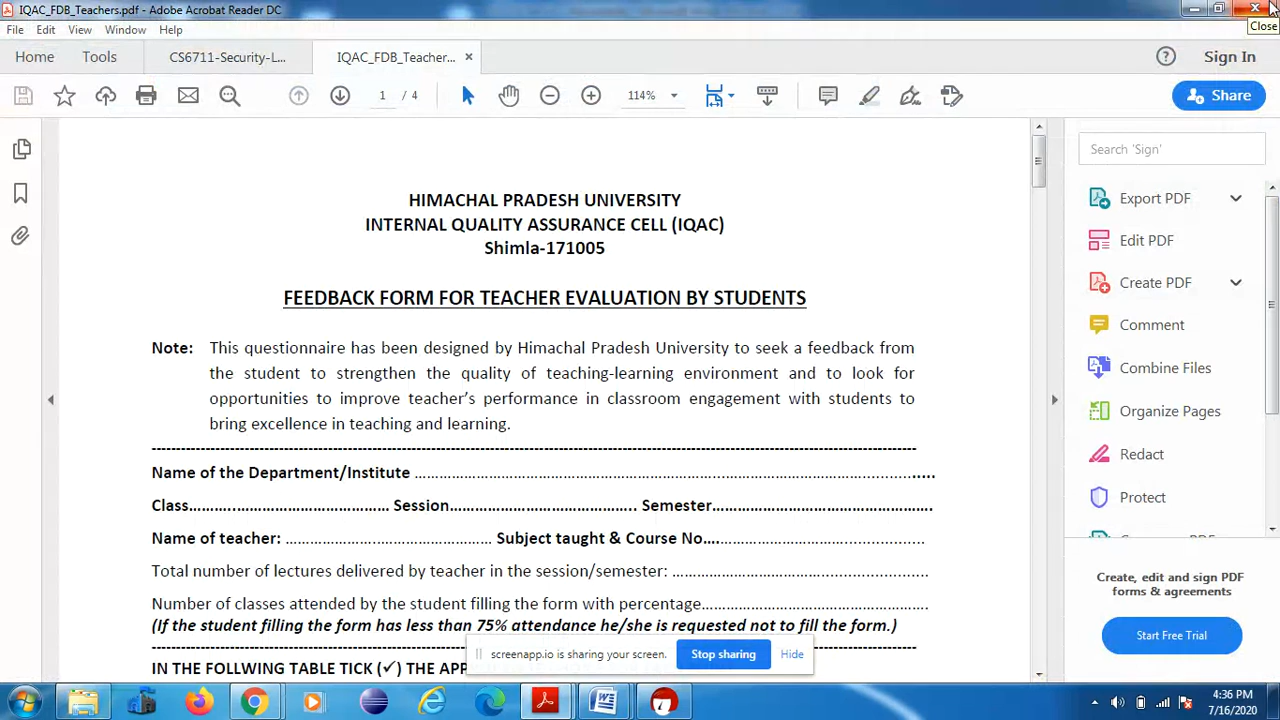 IQAC_FDB_Teachers.pdf - Adobe Acrobat Reader DC
Close
File Edit View Window Help
Home Tools CS6711-Security-L... IQAC_FDB_Teacher... × Sign In
1 / 4 114% Share
Search 'Sign'
Export PDF
Edit PDF
Create PDF
Comment
Combine Files
Organize Pages
Redact
Protect
Create, edit and sign PDF
forms & agreements
Start Free Trial
HIMACHAL PRADESH UNIVERSITY
INTERNAL QUALITY ASSURANCE CELL (IQAC)
Shimla-171005
FEEDBACK FORM FOR TEACHER EVALUATION BY STUDENTS
Note: This questionnaire has been designed by Himachal Pradesh University to seek a feedback from
the student to strengthen the quality of teaching-learning environment and to look for
opportunities to improve teacher's performance in classroom engagement with students to
bring excellence in teaching and learning.
Name of the Department/Institute ................................................
Class.................... Session.................... Semester....................
Name of teacher: .................... Subject taught & Course No.......................
Total number of lectures delivered by teacher in the session/semester: ....................
Number of classes attended by the student filling the form with percentage....................
(If the student filling the form has less than 75% attendance he/she is requested not to fill the form.)
IN THE FOLLWING TABLE TICK (✓) THE APP
screenapp.io is sharing your screen. Stop sharing Hide
4:36 PM
7/16/2020